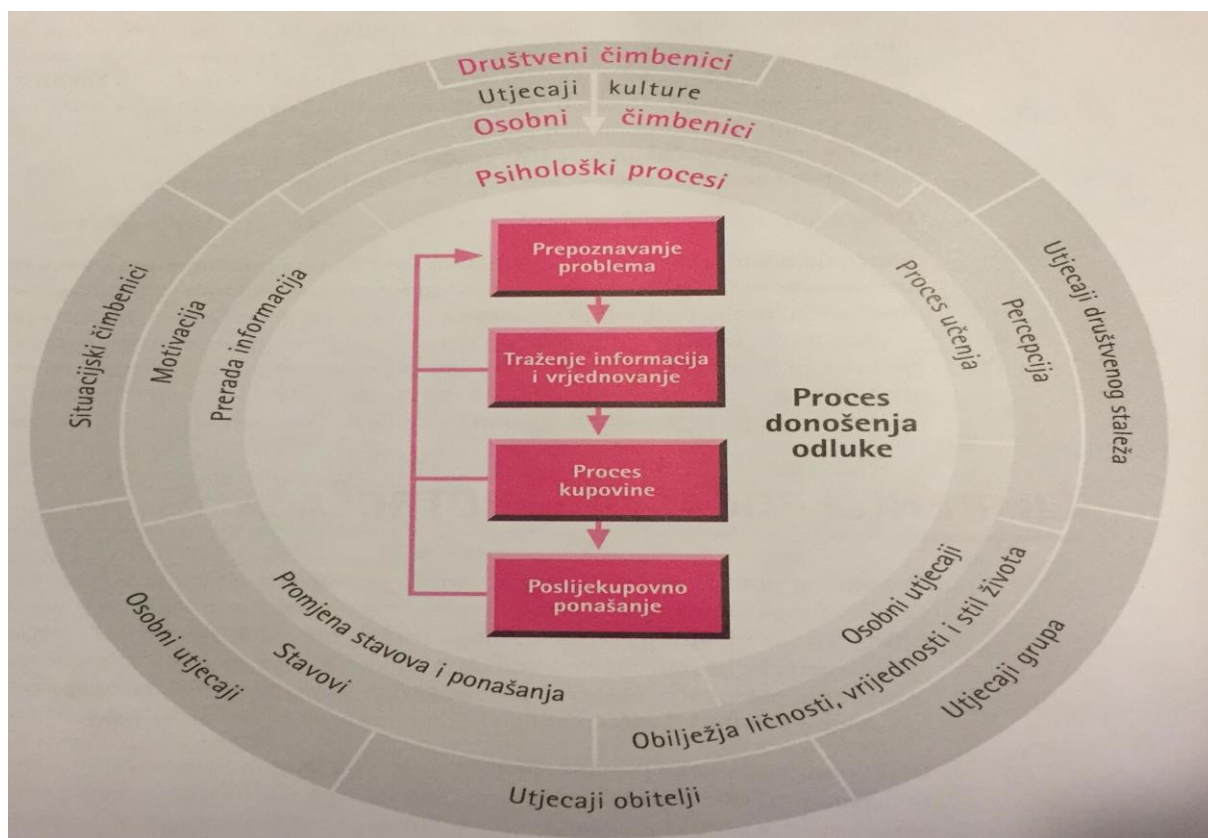 Društveni čimbenici
Utjecaji kulture
Osobni čimbenici
Psihološki procesi
Situacijski čimbenici
Motivacija
Prerada informacija
Prepoznavanje
problema
Traženje informacija
i vrjednovanje
Proces
kupovine
Poslijekupovno
ponašanje
Proces
donošenja
odluke
Proces učenja
Percepcija
Utjecaji društvenog staleža
Osobni utjecaji
Obilježja ličnosti, vrijednosti i stil života
Utjecaji grupa
Promjena stavova i ponašanja
Stavovi
Osobni utjecaji
Utjecaji obitelji